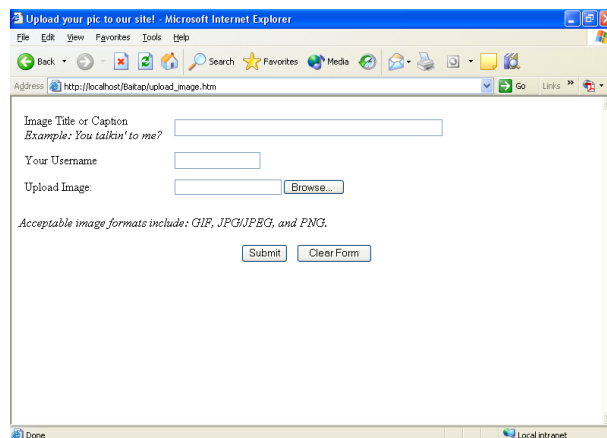 Upload your pic to our site! - Microsoft Internet Explorer
File Edit View Favorites Tools Help
Back Search Favorites Media
Address http://localhost/Baitap/upload_image.htm Go Links »
Image Title or Caption
Example: You talkin' to me?
Your Username
Upload Image: Browse...
Acceptable image formats include: GIF, JPG/JPEG, and PNG.
Submit Clear Form
Done Local intranet